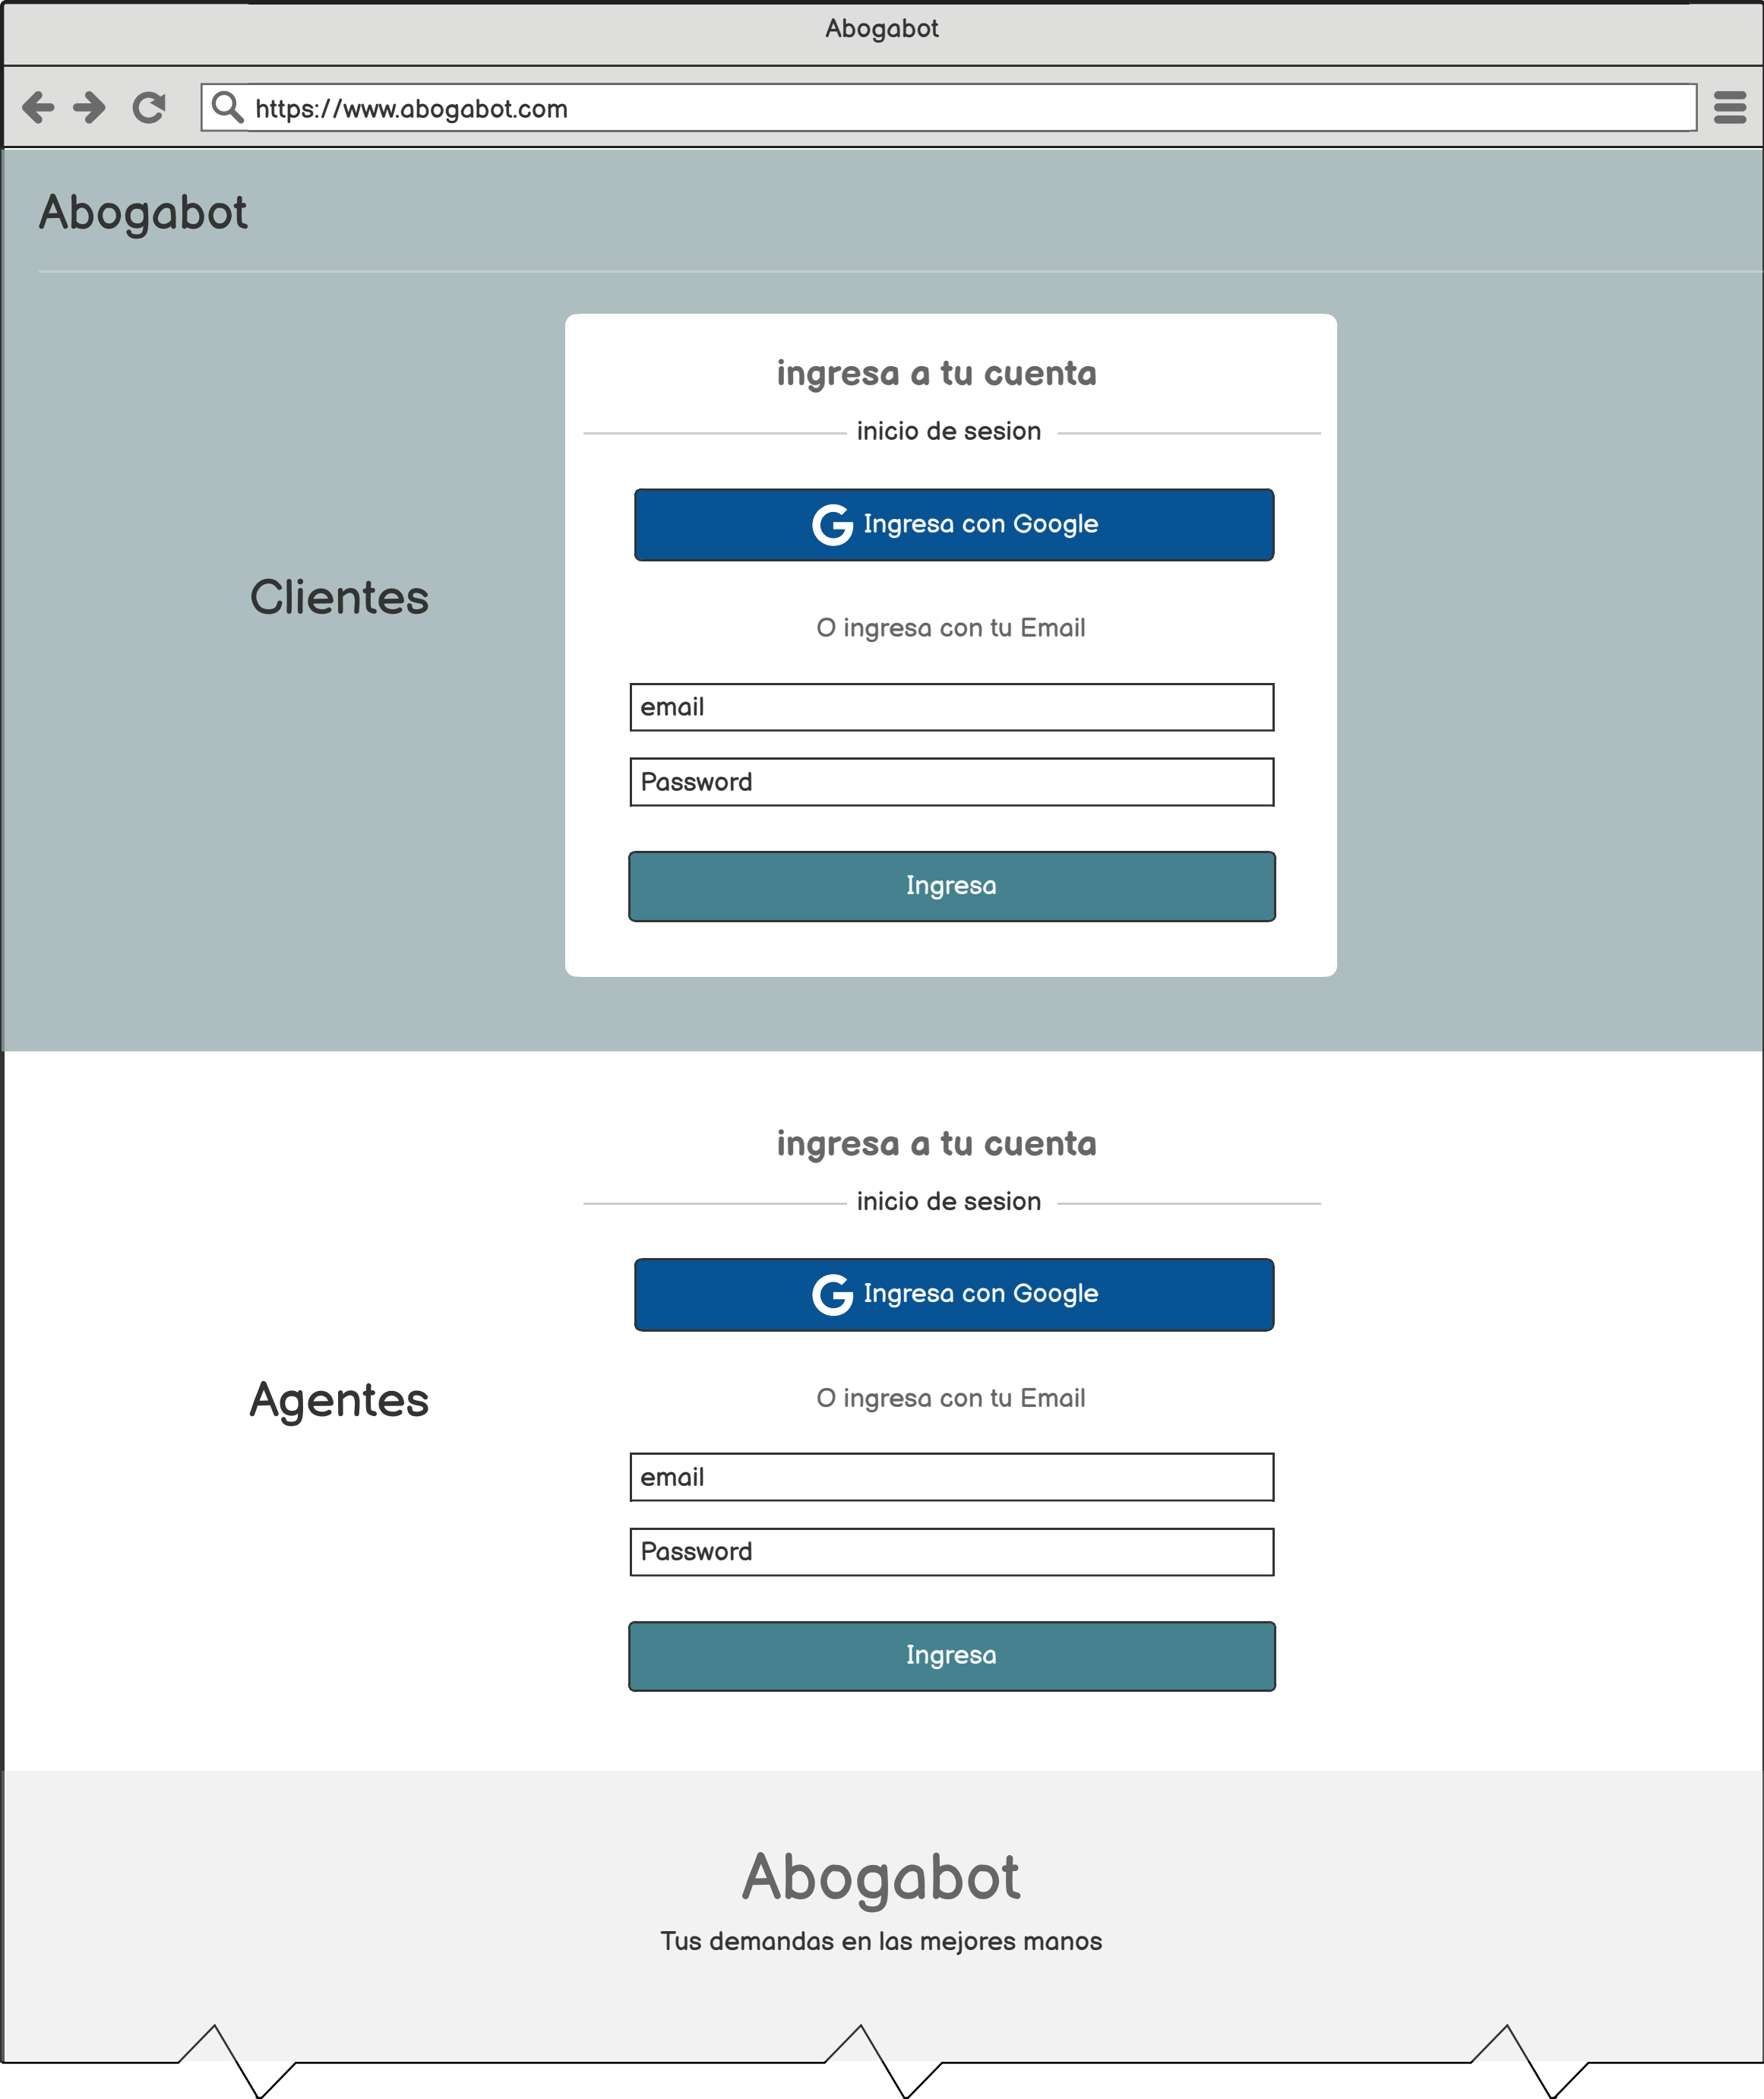 Abogabot
https://www.abogabot.com
Abogabot
ingresa a tu cuenta
inicio de sesion
G Ingresa con Google
Clientes
O ingresa con tu Email
email
Password
Ingresa
ingresa a tu cuenta
inicio de sesion
G Ingresa con Google
Agentes
O ingresa con tu Email
email
Password
Ingresa
Abogabot
Tus demandas en las mejores manos